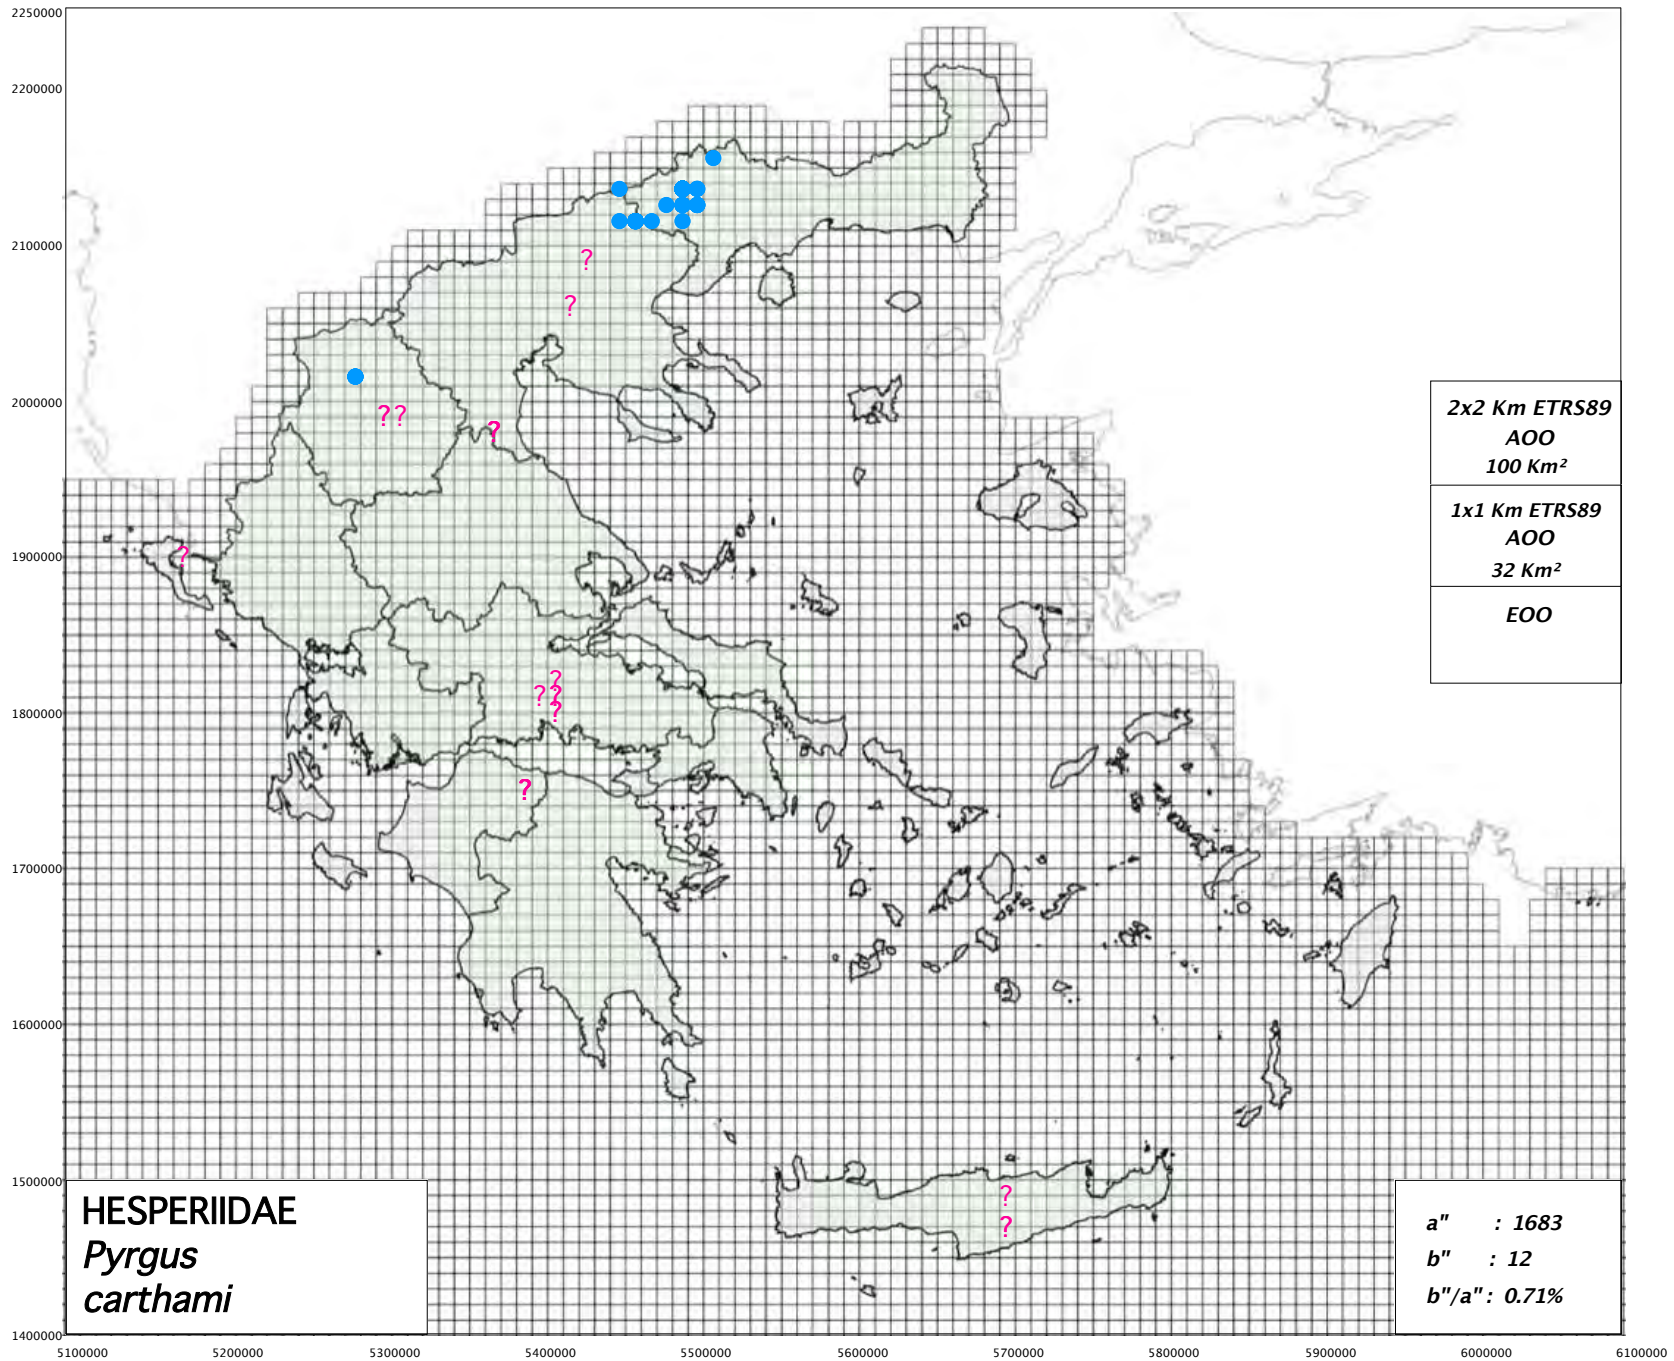 2250000
2200000
2100000
2000000
1900000
1800000
1700000
1600000
1500000
1400000
?
?
? ?
?
?
?
? ?
?
?
?
?
2x2 Km ETRS89
AOO
100 Km²
1x1 Km ETRS89
AOO
32 Km²
EOO
HESPERIIDAE
Pyrgus
carthami
a" : 1683
b" : 12
b"/a" : 0.71%
5100000 5200000 5300000 5400000 5500000 5600000 5700000 5800000 5900000 6000000 6100000